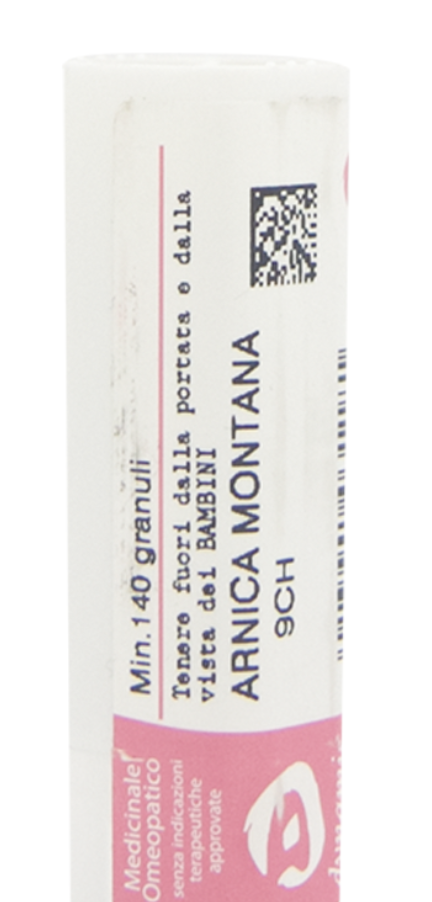 Min.140 granuli
Tenere fuori dalla portata e dalla
vista dei BAMBINI
ARNICA MONTANA
9CH
Medicinale
Omeopatico
senza indicazioni
terapeutiche
approvate